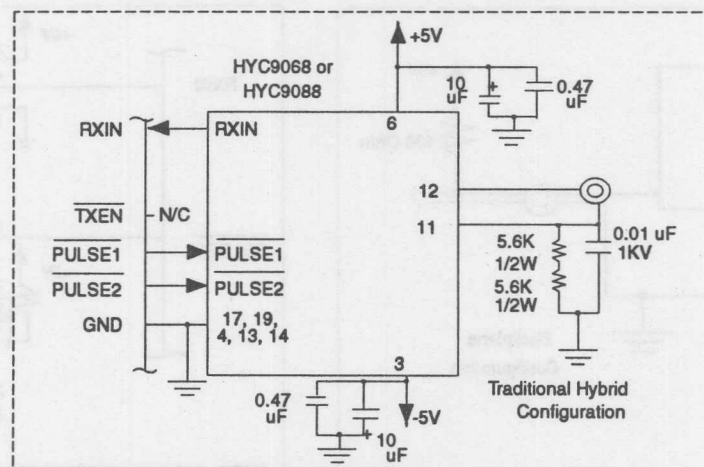 +5V
HYC9068 or
HYC9088
10
uF
+
0.47
uF
6
RXIN
RXIN
12
TXEN
N/C
11
0.01 uF
1KV
5.6K
1/2W
5.6K
1/2W
PULSE1
PULSE1
PULSE2
PULSE2
GND
17, 19,
4, 13, 14
3
Traditional Hybrid
Configuration
0.47
uF
-5V
+
10
uF